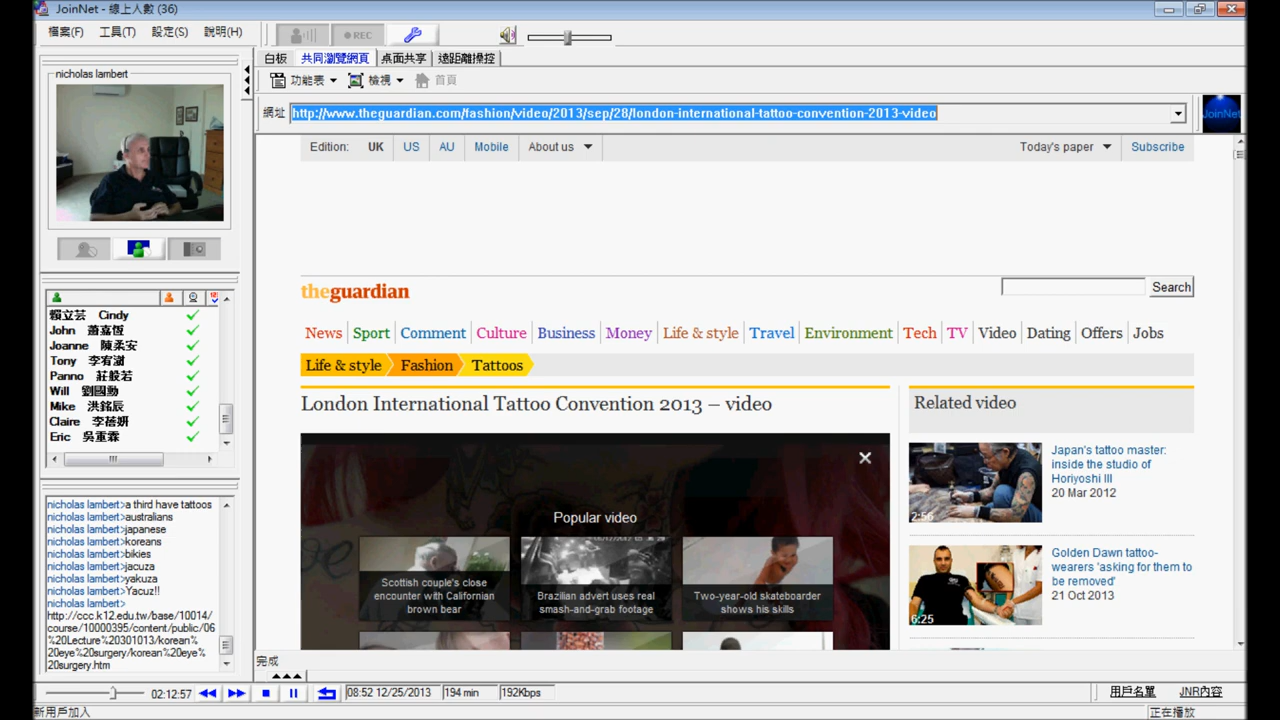 JoinNet - 線上人數 (36)
檔案(F) 工具(T) 設定(S) 說明(H)
REC
nicholas lambert
白板 共同瀏覽網頁 桌面共享 遠距離操控
功能表 檢視 首頁
網址 http://www.theguardian.com/fashion/video/2013/sep/28/london-international-tattoo-convention-2013-video
JoinNet
Edition: UK US AU Mobile About us Today's paper Subscribe
theguardian
Search
News Sport Comment Culture Business Money Life & style Travel Environment Tech TV Video Dating Offers Jobs
Life & style Fashion Tattoos
London International Tattoo Convention 2013 – video
Popular video
Scottish couple's close
encounter with Californian
brown bear
Brazilian advert uses real
smash-and-grab footage
Two-year-old skateboarder
shows his skills
Related video
Japan's tattoo master:
inside the studio of
Horiyoshi III
20 Mar 2012
2:56
Golden Dawn tattoo-
wearers 'asking for them to
be removed'
21 Oct 2013
6:25
賴立芸 Cindy
John 蕭嘉恆
Joanne 陳柔安
Tony 李宥澍
Panno 莊般若
Will 劉國勳
Mike 洪銘辰
Claire 李蓓妍
Eric 吳重霖
nicholas lambert>a third have tattoos
nicholas lambert>australians
nicholas lambert>japanese
nicholas lambert>koreans
nicholas lambert>bikies
nicholas lambert>jacuza
nicholas lambert>yakuza
nicholas lambert>Yacuz!!
nicholas lambert>
http://ccc.k12.edu.tw/base/10014/
course/10000395/content/public/06
%20Lecture%20301013/korean%
20eye%20surgery/korean%20eye%
20surgery.htm
完成
02:12:57
08:52 12/25/2013 194 min 192Kbps
用戶名單 JNR內容
新用戶加入 正在播放